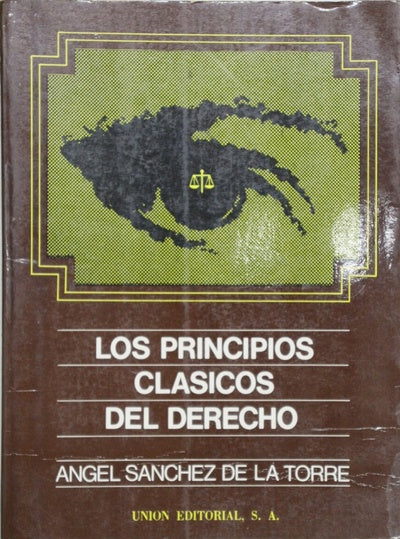 LOS PRINCIPIOS
CLASICOS
DEL DERECHO
ANGEL SANCHEZ DE LA TORRE
UNION EDITORIAL, S. A.